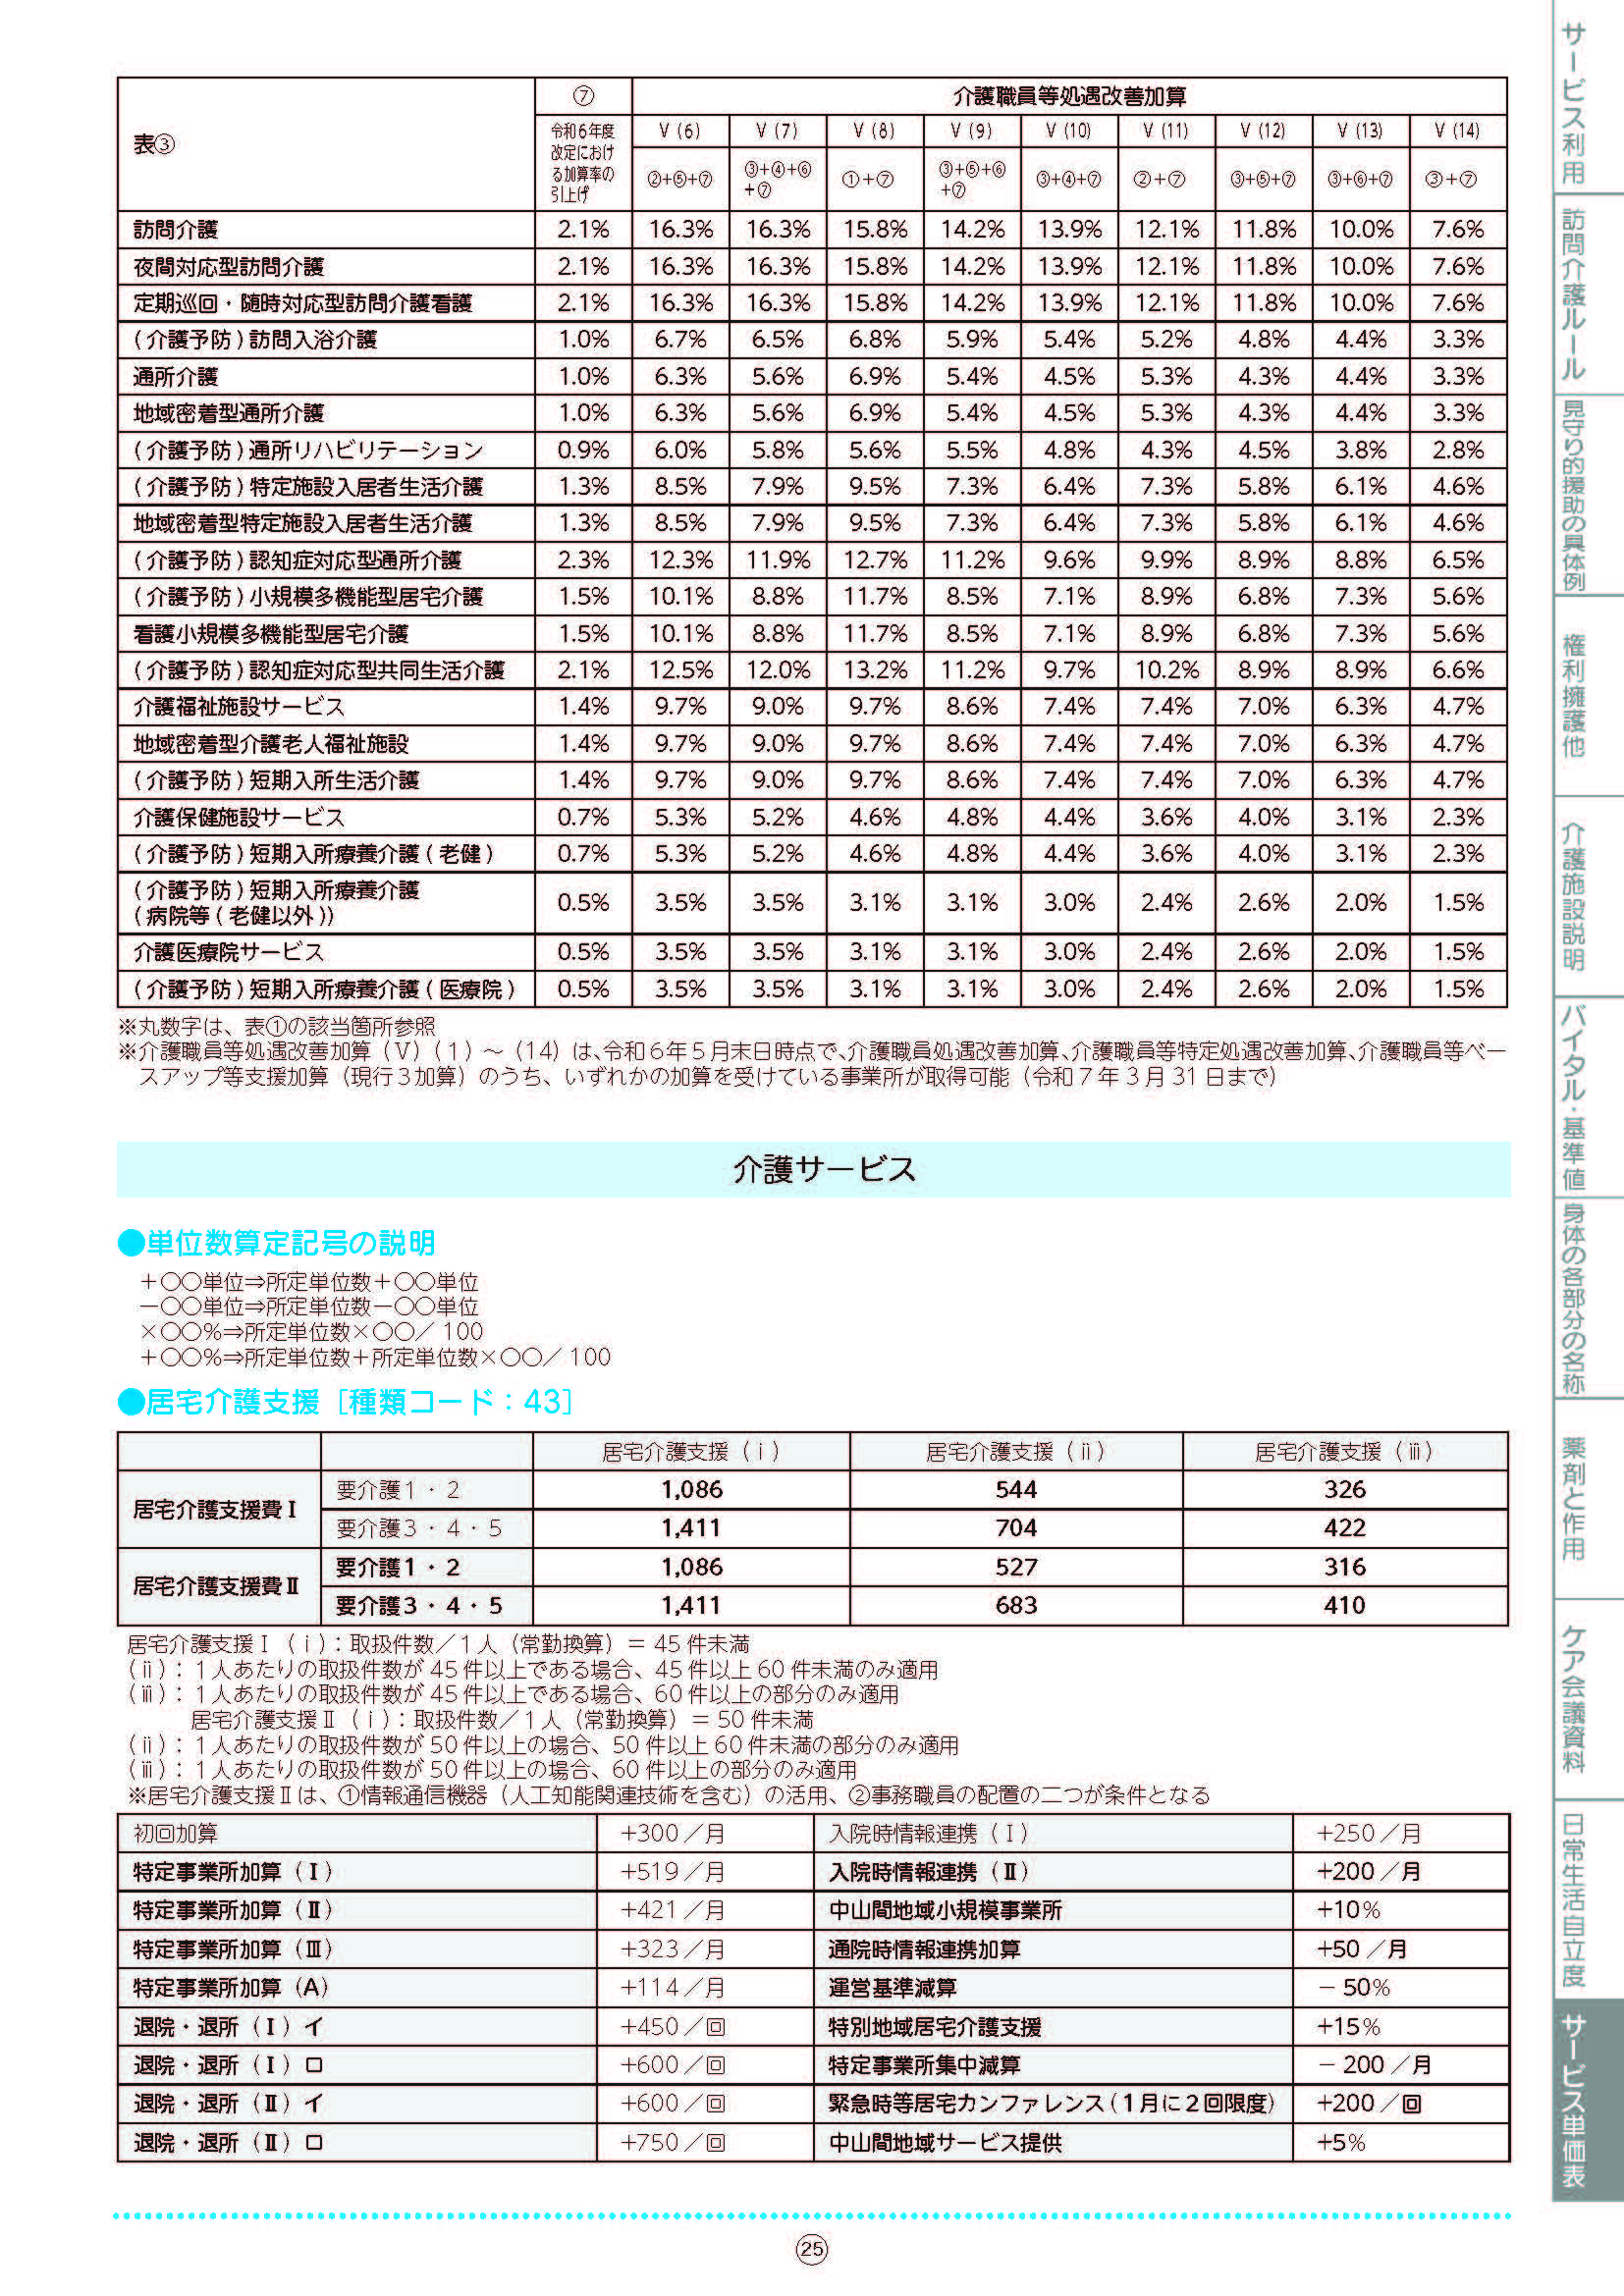 表③ ⑦ 介護職員等処遇改善加算
令和６年度改定における加算率の引上げ V（6） V（7） V（8） V（9） V（10） V（11） V（12） V（13） V（14）
②+⑤+⑦ ③+④+⑥+⑦ ①+⑦ ③+⑤+⑥+⑦ ③+④+⑦ ②+⑦ ③+⑤+⑦ ③+⑥+⑦ ③+⑦
訪問介護 2.1% 16.3% 16.3% 15.8% 14.2% 13.9% 12.1% 11.8% 10.0% 7.6%
夜間対応型訪問介護 2.1% 16.3% 16.3% 15.8% 14.2% 13.9% 12.1% 11.8% 10.0% 7.6%
定期巡回・随時対応型訪問介護看護 2.1% 16.3% 16.3% 15.8% 14.2% 13.9% 12.1% 11.8% 10.0% 7.6%
（介護予防）訪問入浴介護 1.0% 6.7% 6.5% 6.8% 5.9% 5.4% 5.2% 4.8% 4.4% 3.3%
通所介護 1.0% 6.3% 5.6% 6.9% 5.4% 4.5% 5.3% 4.3% 4.4% 3.3%
地域密着型通所介護 1.0% 6.3% 5.6% 6.9% 5.4% 4.5% 5.3% 4.3% 4.4% 3.3%
（介護予防）通所リハビリテーション 0.9% 6.0% 5.8% 5.6% 5.5% 4.8% 4.3% 4.5% 3.8% 2.8%
（介護予防）特定施設入居者生活介護 1.3% 8.5% 7.9% 9.5% 7.3% 6.4% 7.3% 5.8% 6.1% 4.6%
地域密着型特定施設入居者生活介護 1.3% 8.5% 7.9% 9.5% 7.3% 6.4% 7.3% 5.8% 6.1% 4.6%
（介護予防）認知症対応型通所介護 2.3% 12.3% 11.9% 12.7% 11.2% 9.6% 9.9% 8.9% 8.8% 6.5%
（介護予防）小規模多機能型居宅介護 1.5% 10.1% 8.8% 11.7% 8.5% 7.1% 8.9% 6.8% 7.3% 5.6%
看護小規模多機能型居宅介護 1.5% 10.1% 8.8% 11.7% 8.5% 7.1% 8.9% 6.8% 7.3% 5.6%
（介護予防）認知症対応型共同生活介護 2.1% 12.5% 12.0% 13.2% 11.2% 9.7% 10.2% 8.9% 8.9% 6.6%
介護福祉施設サービス 1.4% 9.7% 9.0% 9.7% 8.6% 7.4% 7.4% 7.0% 6.3% 4.7%
地域密着型介護老人福祉施設 1.4% 9.7% 9.0% 9.7% 8.6% 7.4% 7.4% 7.0% 6.3% 4.7%
（介護予防）短期入所生活介護 1.4% 9.7% 9.0% 9.7% 8.6% 7.4% 7.4% 7.0% 6.3% 4.7%
介護保健施設サービス 0.7% 5.3% 5.2% 4.6% 4.8% 4.4% 3.6% 4.0% 3.1% 2.3%
（介護予防）短期入所療養介護（老健） 0.7% 5.3% 5.2% 4.6% 4.8% 4.4% 3.6% 4.0% 3.1% 2.3%
（介護予防）短期入所療養介護
（病院等（老健以外）） 0.5% 3.5% 3.5% 3.1% 3.1% 3.0% 2.4% 2.6% 2.0% 1.5%
介護医療院サービス 0.5% 3.5% 3.5% 3.1% 3.1% 3.0% 2.4% 2.6% 2.0% 1.5%
（介護予防）短期入所療養介護（医療院） 0.5% 3.5% 3.5% 3.1% 3.1% 3.0% 2.4% 2.6% 2.0% 1.5%
※丸数字は、表①の該当箇所参照
※介護職員等処遇改善加算（Ⅴ）（1）～（14）は、令和６年５月末日時点で、介護職員処遇改善加算、介護職員等特定処遇改善加算、介護職員等ベー
スアップ等支援加算（現行３加算）のうち、いずれかの加算を受けている事業所が取得可能（令和７年３月31日まで）
介護サービス
●単位数算定記号の説明
＋〇〇単位⇒所定単位数＋〇〇単位
－〇〇単位⇒所定単位数－〇〇単位
×〇〇％⇒所定単位数×〇〇／100
＋〇〇％⇒所定単位数＋所定単位数×〇〇／100
●居宅介護支援［種類コード：43］
居宅介護支援（ⅰ） 居宅介護支援（ⅱ） 居宅介護支援（ⅲ）
居宅介護支援費Ⅰ 要介護１・２ 1,086 544 326
要介護３・４・５ 1,411 704 422
居宅介護支援費Ⅱ 要介護１・２ 1,086 527 316
要介護３・４・５ 1,411 683 410
居宅介護支援Ⅰ（ⅰ）：取扱件数／１人（常勤換算）＝45件未満
（ⅱ）：１人あたりの取扱件数が45件以上である場合、45件以上60件未満のみ適用
（ⅲ）：１人あたりの取扱件数が45件以上である場合、60件以上の部分のみ適用
居宅介護支援Ⅱ（ⅰ）：取扱件数／１人（常勤換算）＝50件未満
（ⅱ）：１人あたりの取扱件数が50件以上の場合、50件以上60件未満の部分のみ適用
（ⅲ）：１人あたりの取扱件数が50件以上の場合、60件以上の部分のみ適用
※居宅介護支援Ⅱは、①情報通信機器（人工知能関連技術を含む）の活用、②事務職員の配置の二つが条件となる
初回加算 +300／月 入院時情報連携（Ⅰ） +250／月
特定事業所加算（Ⅰ） +519／月 入院時情報連携（Ⅱ） +200／月
特定事業所加算（Ⅱ） +421／月 中山間地域小規模事業所 +10%
特定事業所加算（Ⅲ） +323／月 通院時情報連携加算 +50／月
特定事業所加算（A） +114／月 運営基準減算 －50%
退院・退所（Ⅰ）イ +450／回 特別地域居宅介護支援 +15%
退院・退所（Ⅰ）ロ +600／回 特定事業所集中減算 －200／月
退院・退所（Ⅱ）イ +600／回 緊急時等居宅カンファレンス（１月に２回限度） +200／回
退院・退所（Ⅱ）ロ +750／回 中山間地域サービス提供 +5%
25
サービス利用
訪問介護ルール
見守り的援助の具体例
権利擁護他
介護施設説明
バイタル・基準値
身体の各部分の名称
薬剤と作用
ケア会議資料
日常生活自立度
サービス単価表